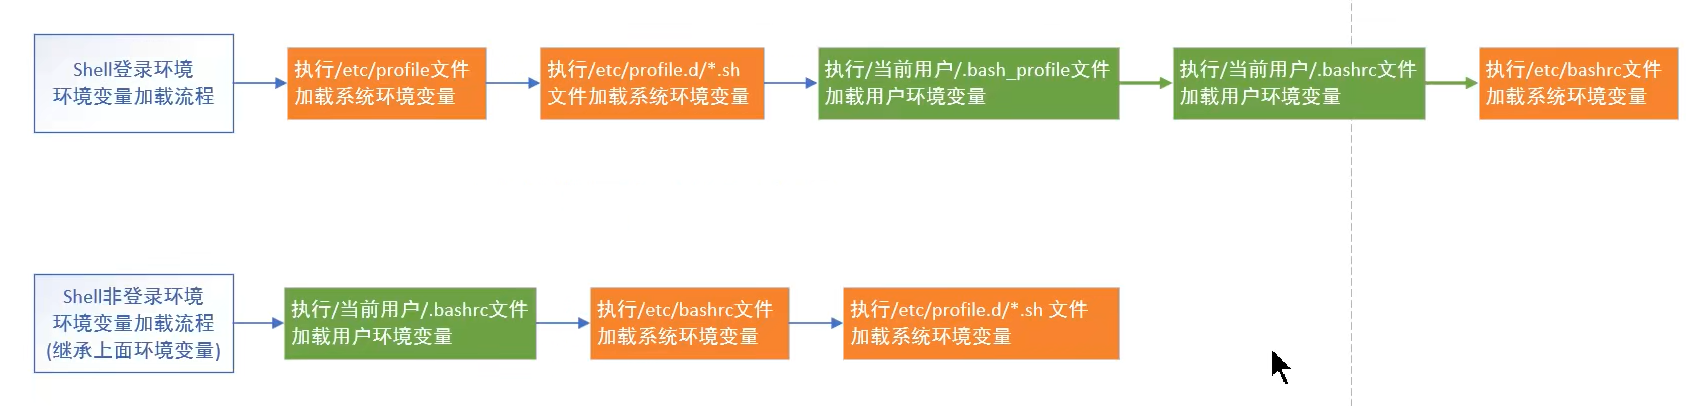 Shell登录环境
环境变量加载流程
执行/etc/profile文件
加载系统环境变量
执行/etc/profile.d/*.sh
文件加载系统环境变量
执行/当前用户/.bash_profile文件
加载用户环境变量
执行/当前用户/.bashrc文件
加载用户环境变量
执行/etc/bashrc文件
加载系统环境变量
Shell非登录环境
环境变量加载流程
(继承上面环境变量)
执行/当前用户/.bashrc文件
加载用户环境变量
执行/etc/bashrc文件
加载系统环境变量
执行/etc/profile.d/*.sh 文件
加载系统环境变量